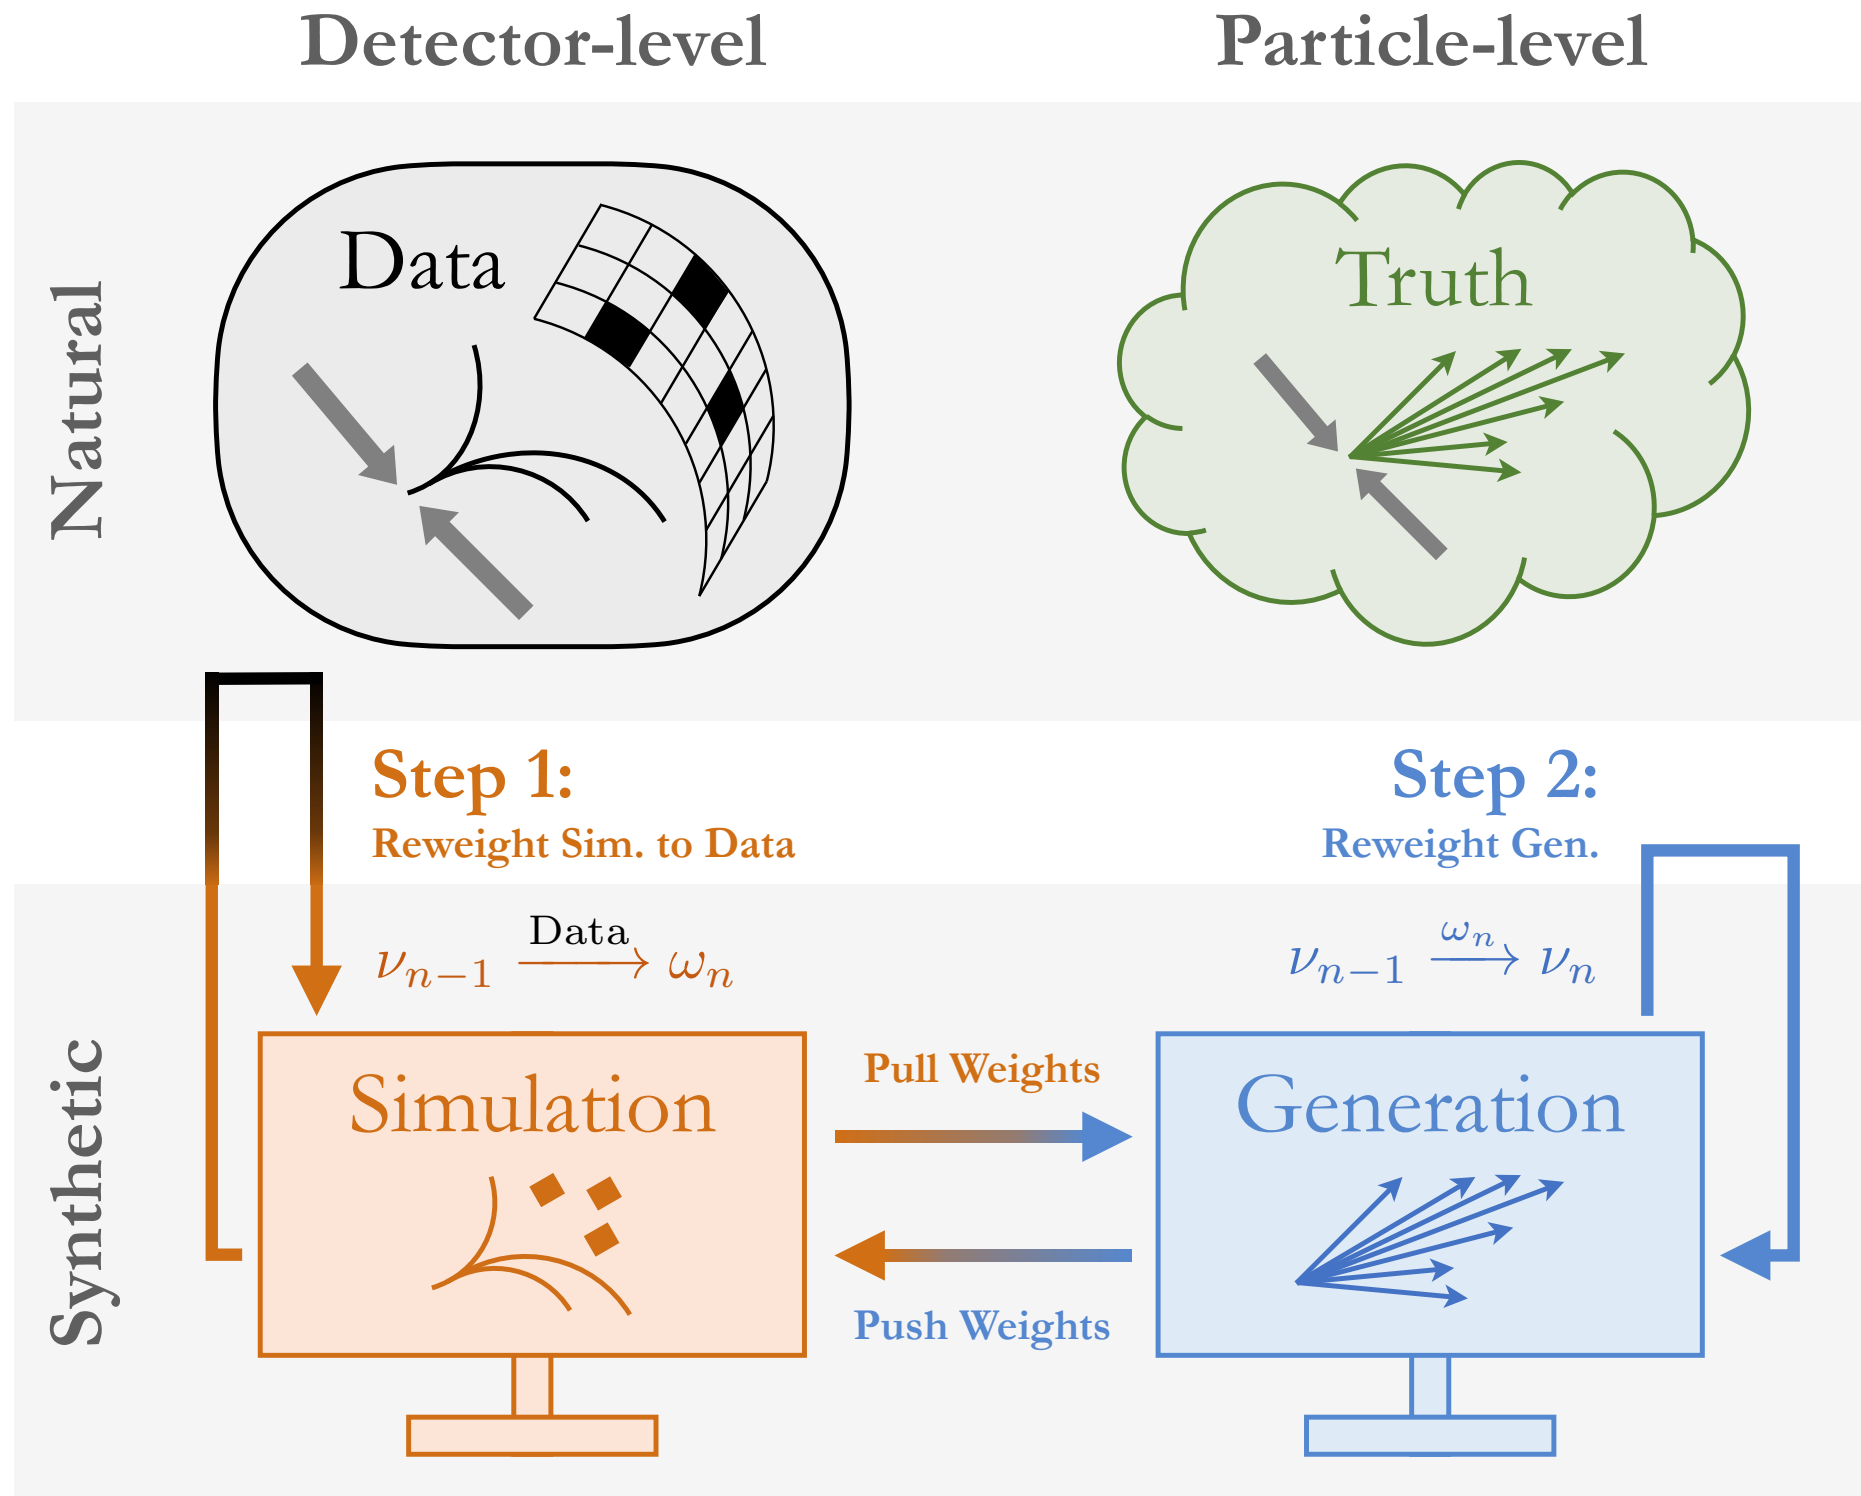 Detector-level
Particle-level
Natural
Data
Truth
Step 1:
Reweight Sim. to Data
Step 2:
Reweight Gen.
Synthetic
νₙ₋₁ ⟶ ωₙ
Data
νₙ₋₁ ⟶ νₙ
ωₙ
Simulation
Pull Weights
Push Weights
Generation